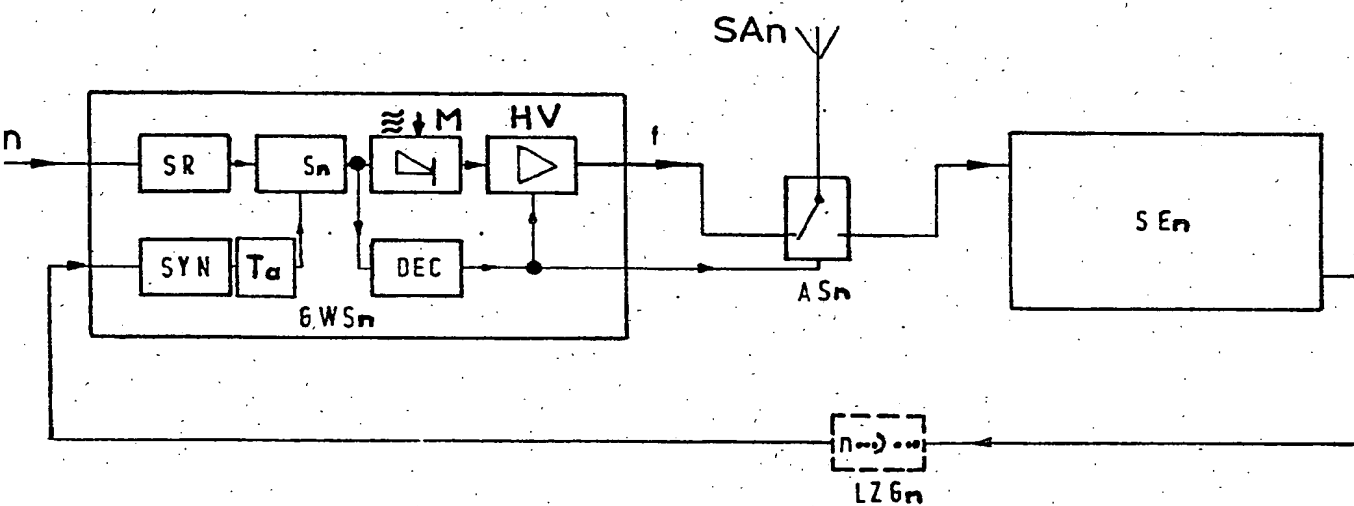 SAn
n
SR
Sn
M
HV
f
SYN
Ta
DEC
GWSn
ASn
SEn
n...)...
LZGn